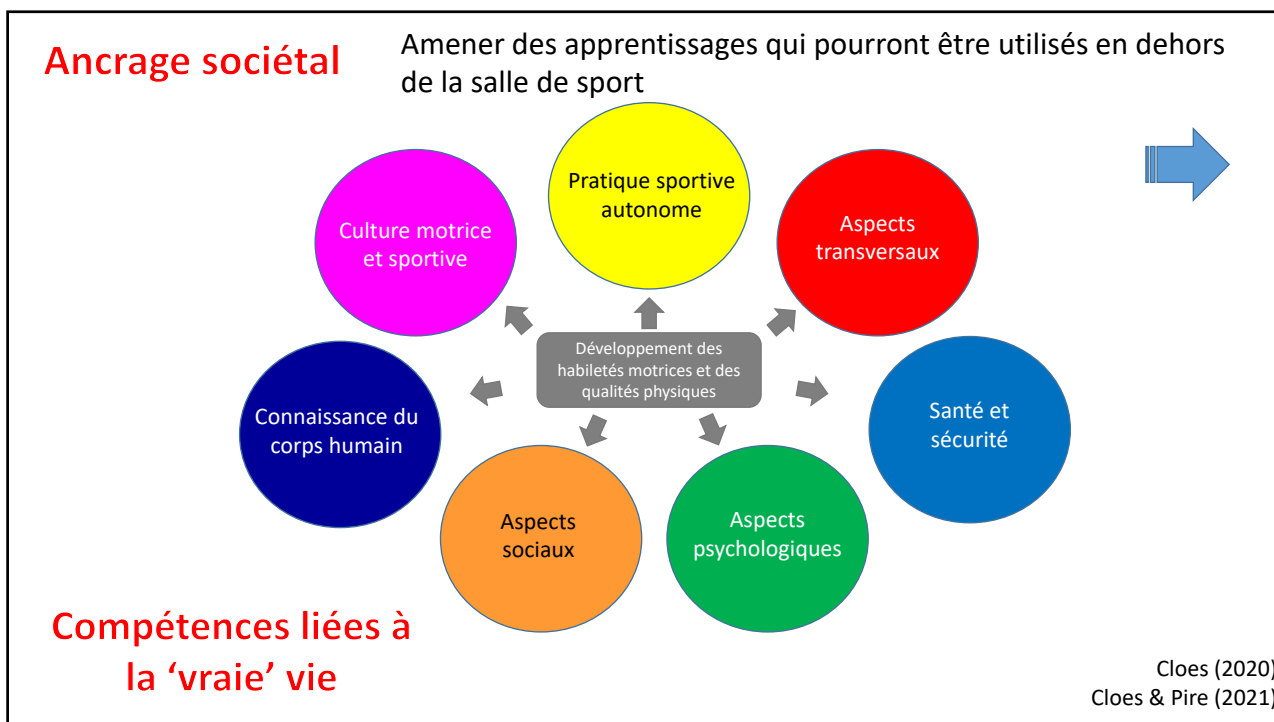 Ancrage sociétal
Amener des apprentissages qui pourront être utilisés en dehors
de la salle de sport
Pratique sportive
autonome
Culture motrice
et sportive
Aspects
transversaux
Développement des
habiletés motrices et des
qualités physiques
Connaissance du
corps humain
Santé et
sécurité
Aspects
sociaux
Aspects
psychologiques
Compétences liées à
la ‘vraie’ vie
Cloes (2020)
Cloes & Pire (2021)